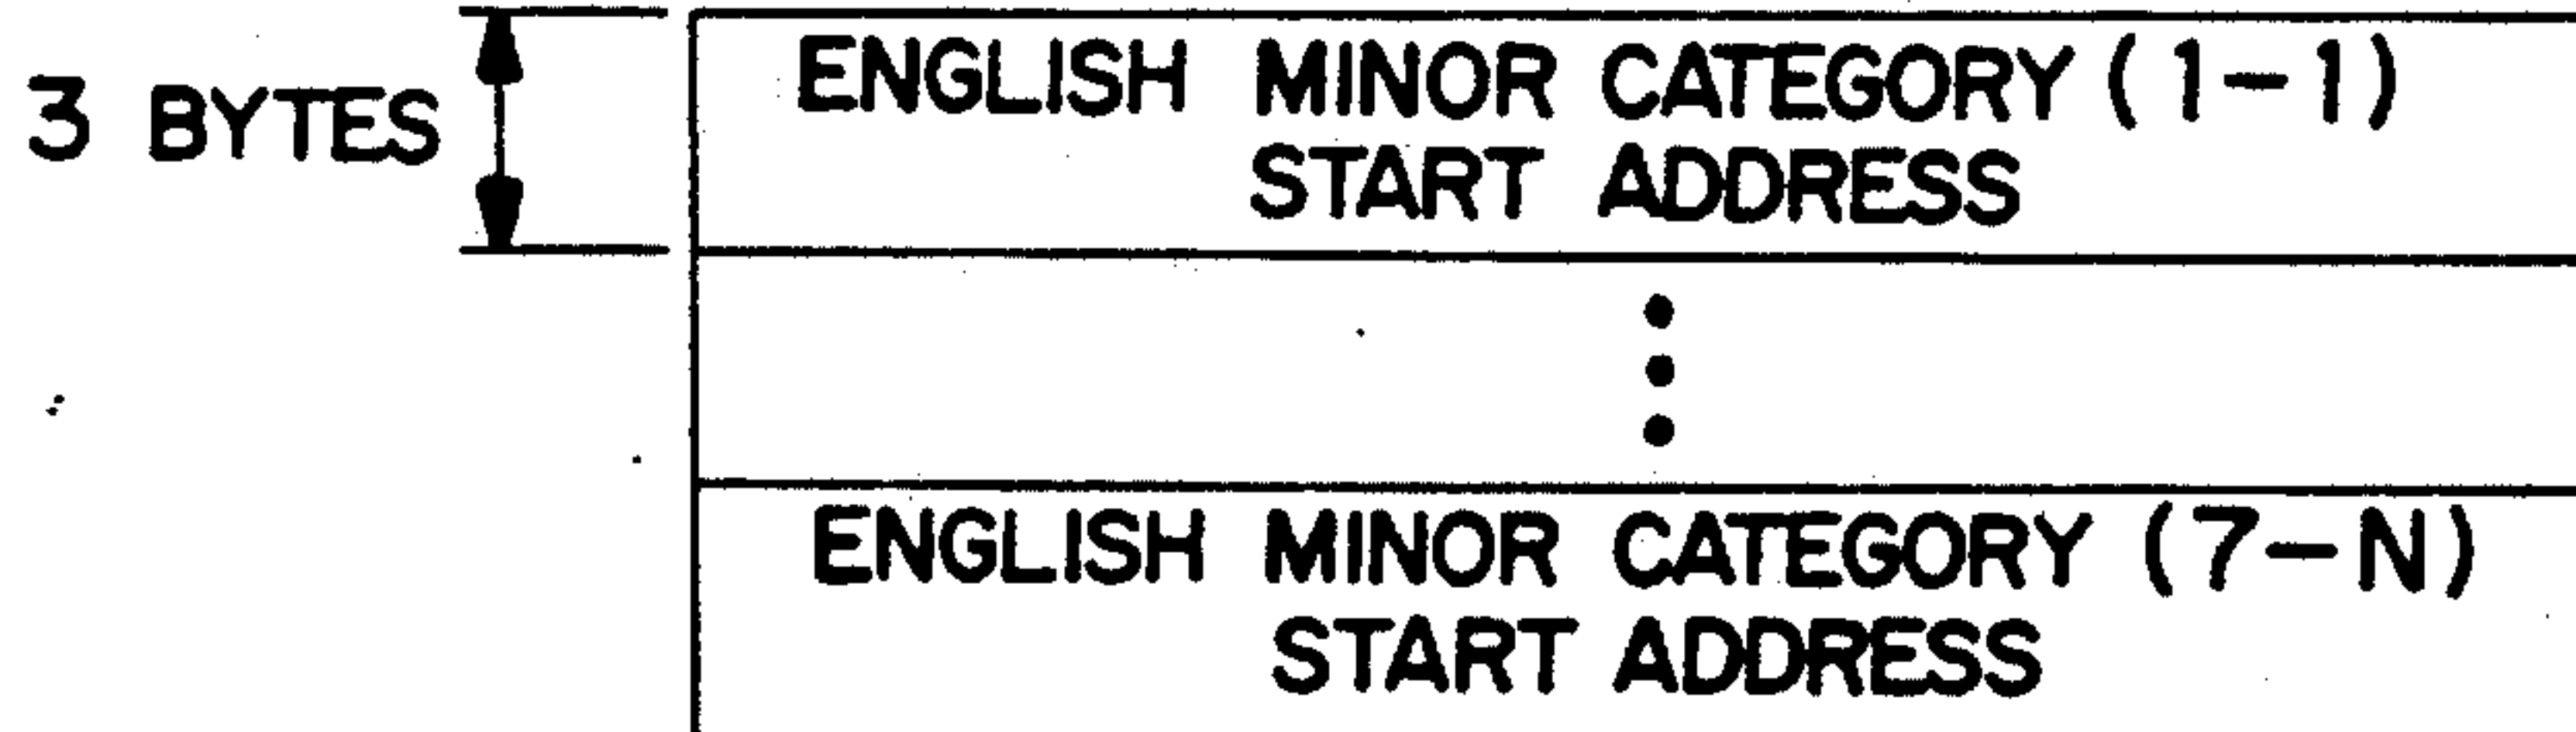 3 BYTES
ENGLISH MINOR CATEGORY (1-1)
START ADDRESS
ENGLISH MINOR CATEGORY (7-N)
START ADDRESS